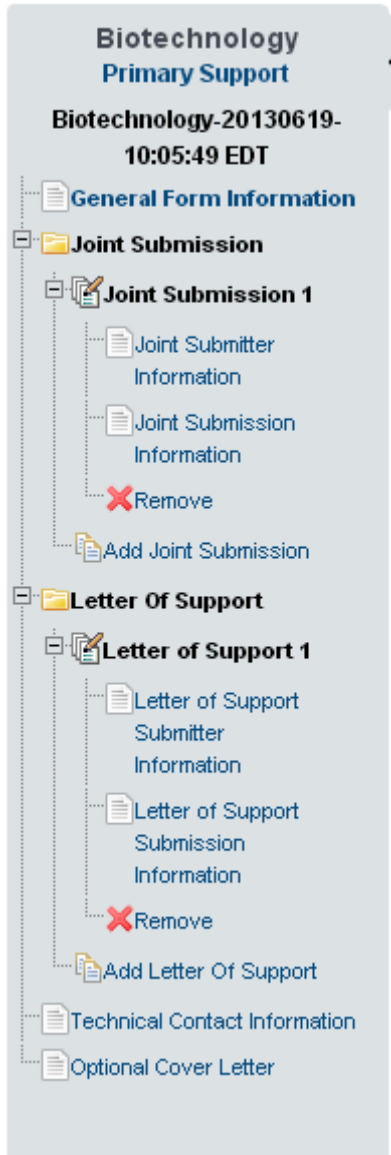 Biotechnology
Primary Support
Biotechnology-20130619-
10:05:49 EDT
General Form Information
Joint Submission
Joint Submission 1
Joint Submitter
Information
Joint Submission
Information
Remove
Add Joint Submission
Letter Of Support
Letter of Support 1
Letter of Support
Submitter
Information
Letter of Support
Submission
Information
Remove
Add Letter Of Support
Technical Contact Information
Optional Cover Letter